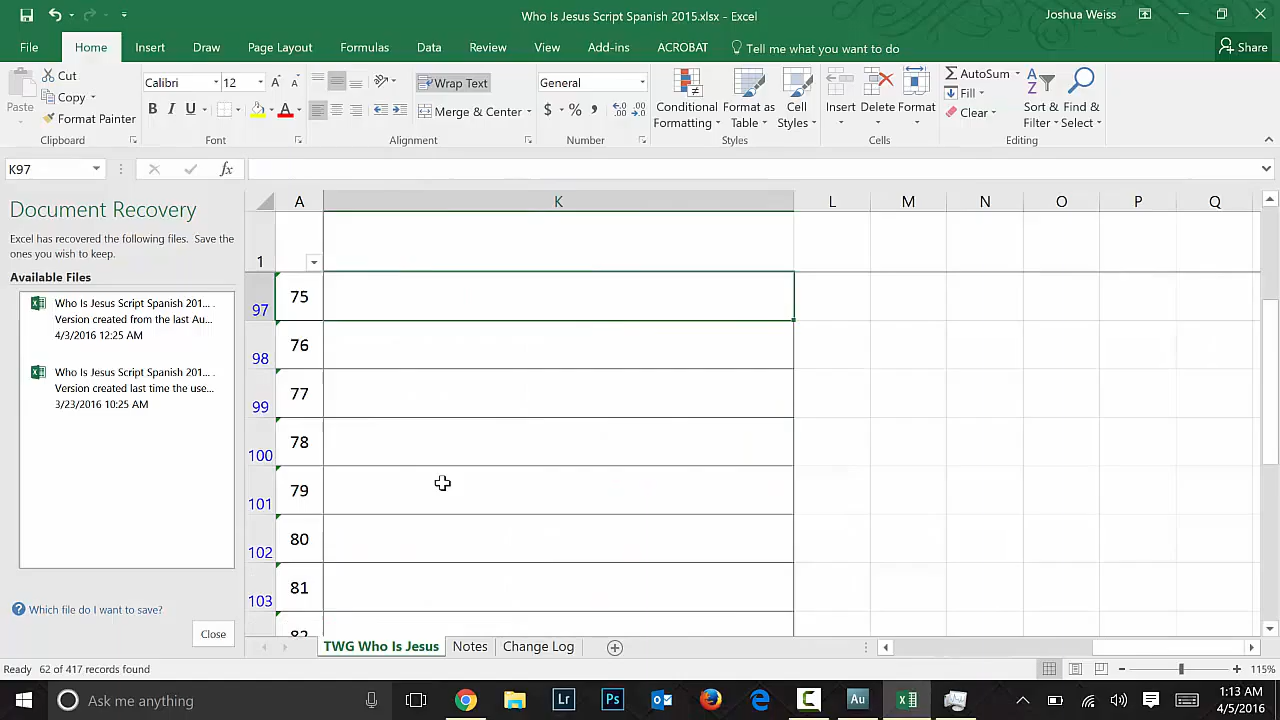 Who Is Jesus Script Spanish 2015.xlsx - Excel
Joshua Weiss
File Home Insert Draw Page Layout Formulas Data Review View Add-ins ACROBAT Tell me what you want to do Share
Paste
Cut
Copy
Format Painter
Clipboard
Calibri 12
B I U
Font
Wrap Text
Merge & Center
Alignment
General
$ % ,
Number
Conditional Formatting
Format as Table
Cell Styles
Styles
Insert Delete Format
Cells
AutoSum
Fill
Clear
Sort & Filter
Find & Select
Editing
K97
fx
Document Recovery
Excel has recovered the following files. Save the
ones you wish to keep.
Available Files
Who Is Jesus Script Spanish 201...
Version created from the last Au...
4/3/2016 12:25 AM
Who Is Jesus Script Spanish 201...
Version created last time the use...
3/23/2016 10:25 AM
Which file do I want to save?
Close
A K L M N O P Q
1
97 75
98 76
99 77
100 78
101 79
102 80
103 81
82
TWG Who Is Jesus Notes Change Log
Ready 62 of 417 records found
115%
Ask me anything
Lr
Ps
Au
1:13 AM
4/5/2016